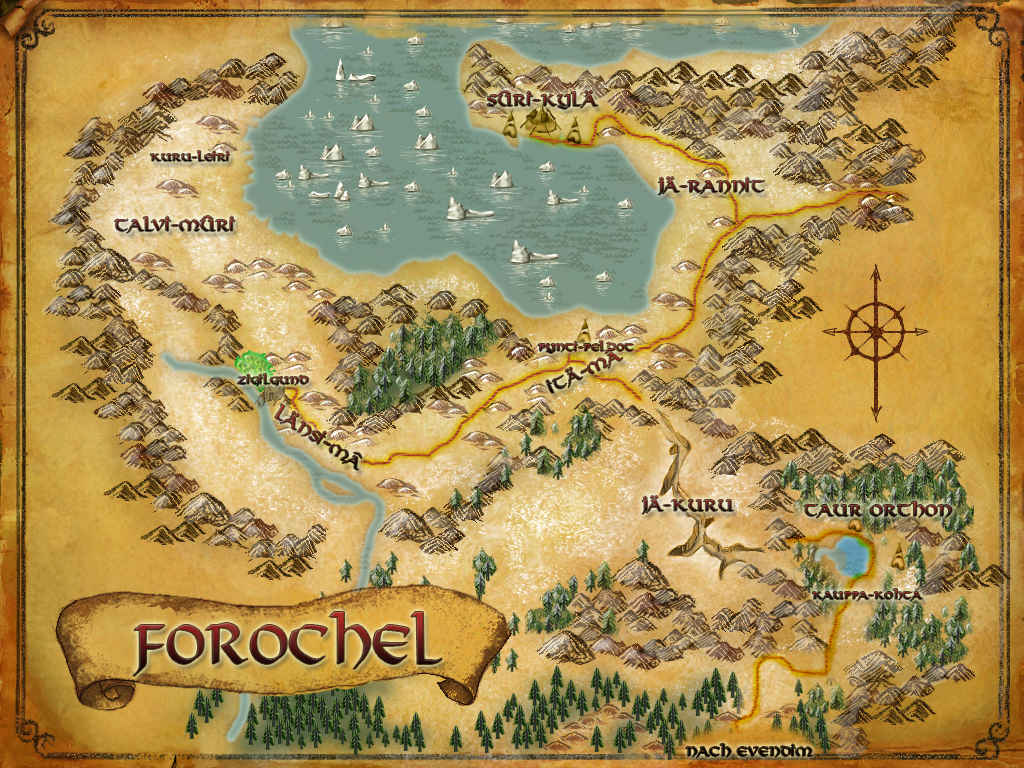 SÛRI-KYLÄ
KURU-LEIRI
JÄ-RANNIT
TALVI-MÛRI
PYNTI-PELDOT
ITÄ-MÂ
ZIGILGUND
LÄNSI-MÂ
JÄ-KURU
TAUR ORTHON
KAUPPA-KOHTA
FOROCHEL
NACH EVENDIM